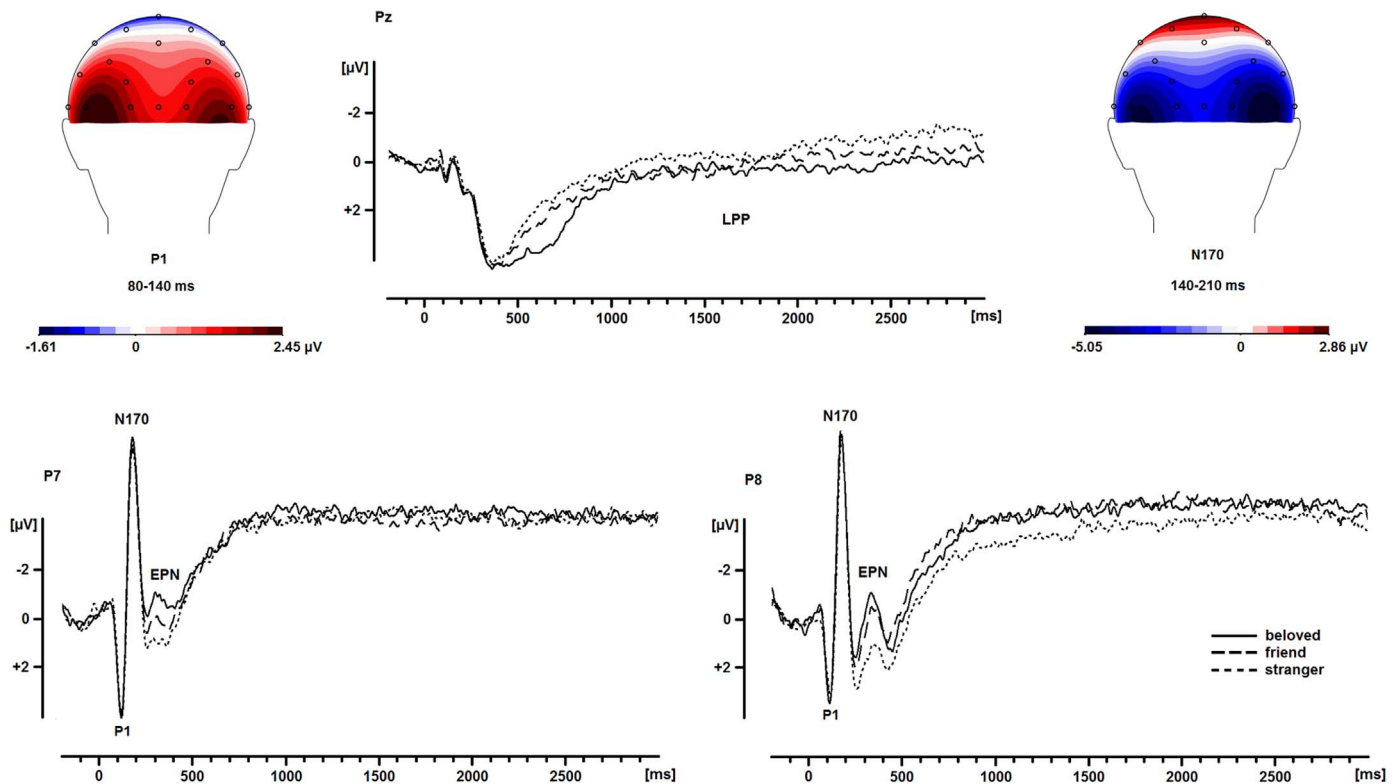 Pz
[µV]
-2
0
+2
LPP
0 500 1000 1500 2000 2500 [ms]
P1
80-140 ms
-1.61 0 2.45 µV
N170
140-210 ms
-5.05 0 2.86 µV
N170
P7
[µV]
-2
0
+2
EPN
P1
0 500 1000 1500 2000 2500 [ms]
N170
P8
[µV]
-2
0
+2
EPN
P1
beloved
friend
stranger
0 500 1000 1500 2000 2500 [ms]